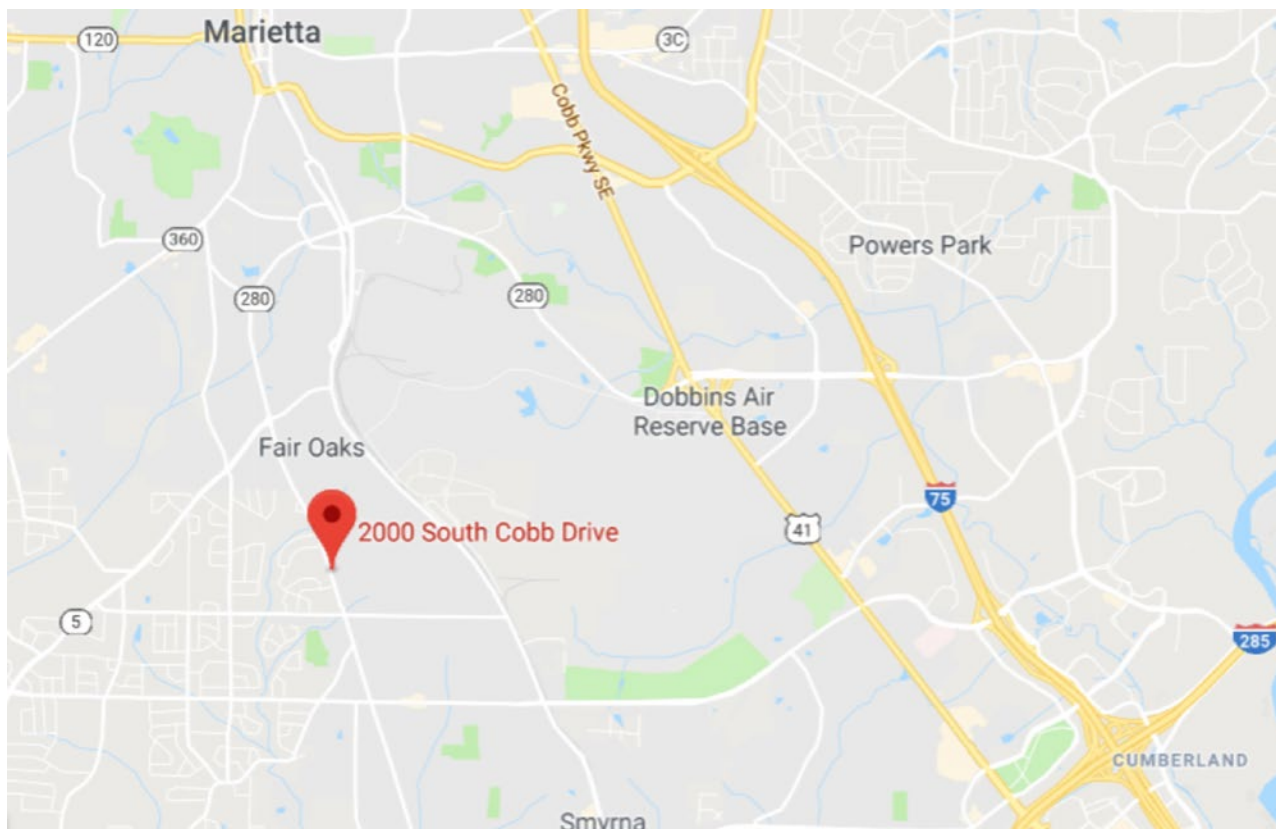 Marietta
120
3C
Cobb Pkwy SE
360
Powers Park
280
280
Dobbins Air
Reserve Base
Fair Oaks
75
2000 South Cobb Drive
41
5
285
CUMBERLAND
Smyrna